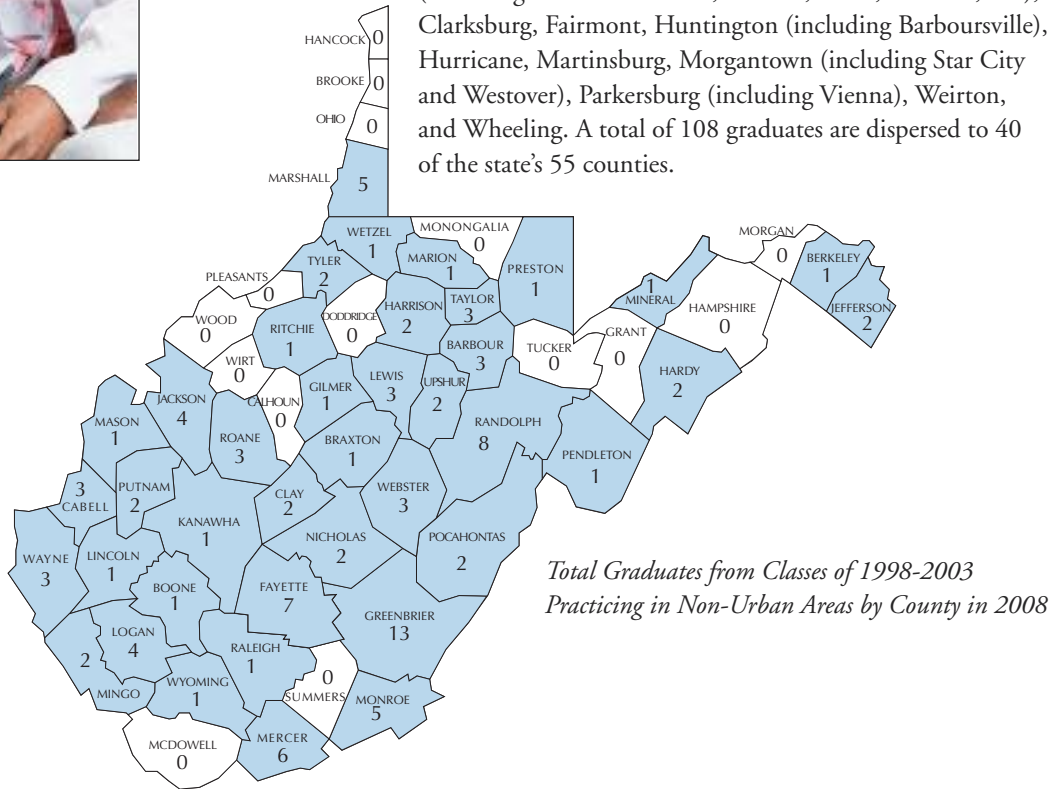 Clarksburg, Fairmont, Huntington (including Barboursville),
Hurricane, Martinsburg, Morgantown (including Star City
and Westover), Parkersburg (including Vienna), Weirton,
and Wheeling. A total of 108 graduates are dispersed to 40
of the state's 55 counties.
HANCOCK 0
BROOKE 0
OHIO 0
MARSHALL 5
WETZEL
1
MONONGALIA
0
MARION
1
PRESTON
1
TYLER
2
PLEASANTS
0
WOOD
0
RITCHIE
1
DODDRIDGE
0
HARRISON
2
TAYLOR
3
BARBOUR
3
TUCKER
0
GRANT
0
1
MINERAL
HAMPSHIRE
0
MORGAN
0
BERKELEY
1
JEFFERSON
2
HARDY
2
WIRT
0
CALHOUN
0
GILMER
1
LEWIS
3
UPSHUR
2
RANDOLPH
8
PENDLETON
1
JACKSON
4
MASON
1
ROANE
3
BRAXTON
1
WEBSTER
3
CLAY
2
3
CABELL
PUTNAM
2
KANAWHA
1
NICHOLAS
2
POCAHONTAS
2
WAYNE
3
LINCOLN
1
BOONE
1
FAYETTE
7
GREENBRIER
13
LOGAN
4
2
MINGO
RALEIGH
1
WYOMING
1
0
SUMMERS
MONROE
5
MCDOWELL
0
MERCER
6
Total Graduates from Classes of 1998-2003
Practicing in Non-Urban Areas by County in 2008